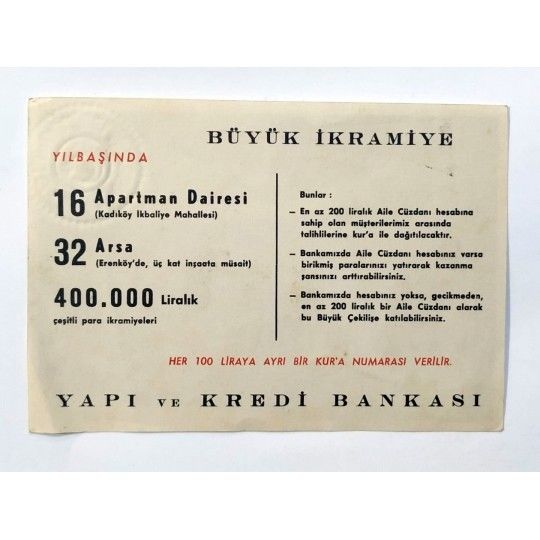 BÜYÜK İKRAMİYE
YILBAŞINDA
16 Apartman Dairesi
(Kadıköy İkbaliye Mahallesi)
32 Arsa
(Erenköy'de, üç kat inşaata müsait)
400.000 Liralık
çeşitli para ikramiyeleri
Bunlar :
— En az 200 liralık Aile Cüzdanı hesabına
sahip olan müşterilerimiz arasında
talihlilerine kur'a ile dağıtılacaktır.
— Bankamızda Aile Cüzdanı hesabınız varsa
birikmiş paralarınızı yatırarak kazanma
şansınızı arttırabilirsiniz.
— Bankamızda hesabınız yoksa, gecikmeden,
en az 200 liralık bir Aile Cüzdanı alarak
bu Büyük Çekilişe katılabilirsiniz.
HER 100 LİRAYA AYRI BİR KUR'A NUMARASI VERİLİR.
YAPI VE KREDİ BANKASI